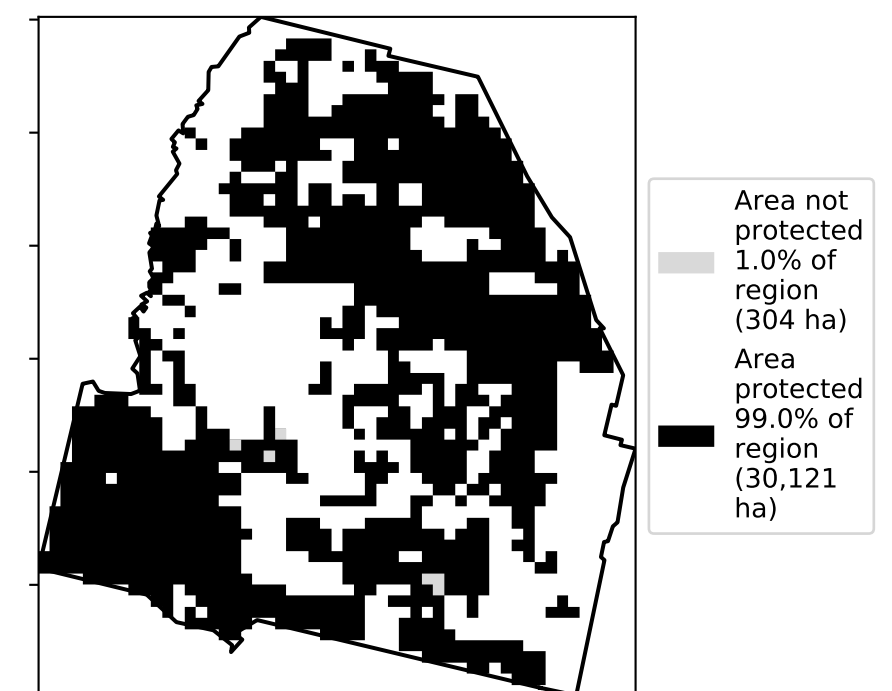 Area not
protected
1.0% of
region
(304 ha)
Area
protected
99.0% of
region
(30,121
ha)